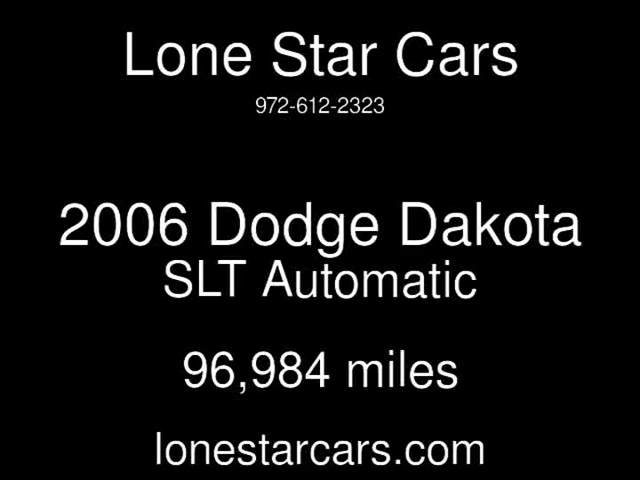 Lone Star Cars
972-612-2323
2006 Dodge Dakota
SLT Automatic
96,984 miles
lonestarcars.com